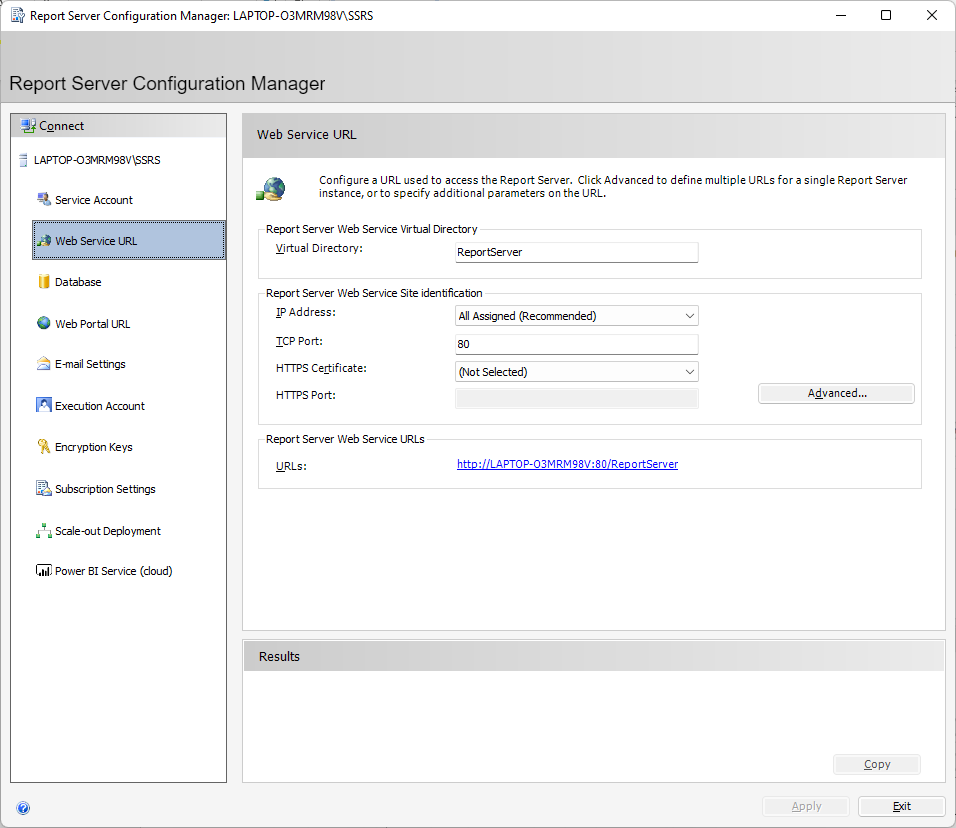 Report Server Configuration Manager: LAPTOP-O3MRM98V\SSRS
Report Server Configuration Manager
Connect
LAPTOP-O3MRM98V\SSRS
Service Account
Web Service URL
Database
Web Portal URL
E-mail Settings
Execution Account
Encryption Keys
Subscription Settings
Scale-out Deployment
Power BI Service (cloud)
Web Service URL
Configure a URL used to access the Report Server. Click Advanced to define multiple URLs for a single Report Server
instance, or to specify additional parameters on the URL.
Report Server Web Service Virtual Directory
Virtual Directory: ReportServer
Report Server Web Service Site identification
IP Address: All Assigned (Recommended)
TCP Port: 80
HTTPS Certificate: (Not Selected)
HTTPS Port:
Advanced...
Report Server Web Service URLs
URLs: http://LAPTOP-O3MRM98V:80/ReportServer
Results
Copy
Apply
Exit